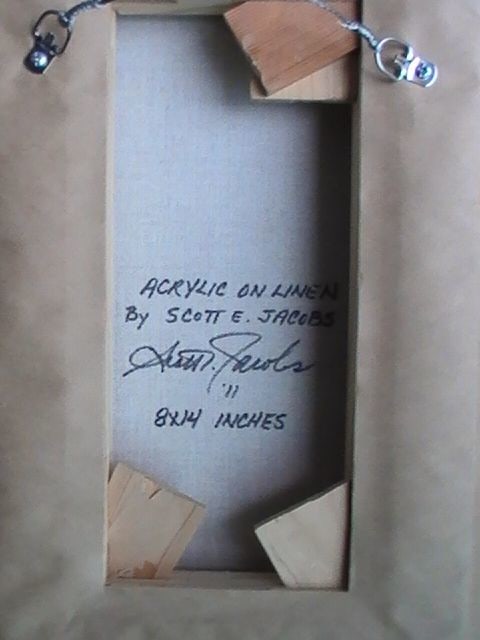 ACRYLIC ON LINEN
By SCOTT E. JACOBS
Scott E. Jacobs
'11
8X14 INCHES